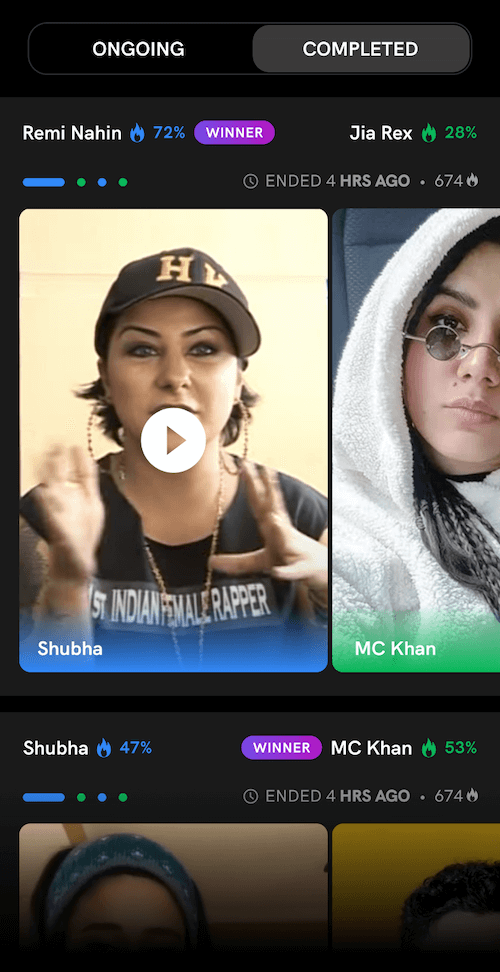 ONGOING COMPLETED
Remi Nahin 72% WINNER Jia Rex 28%
ENDED 4 HRS AGO • 674
H
ST INDIAN FEMALE RAPPER
Shubha MC Khan
Shubha 47% WINNER MC Khan 53%
ENDED 4 HRS AGO • 674